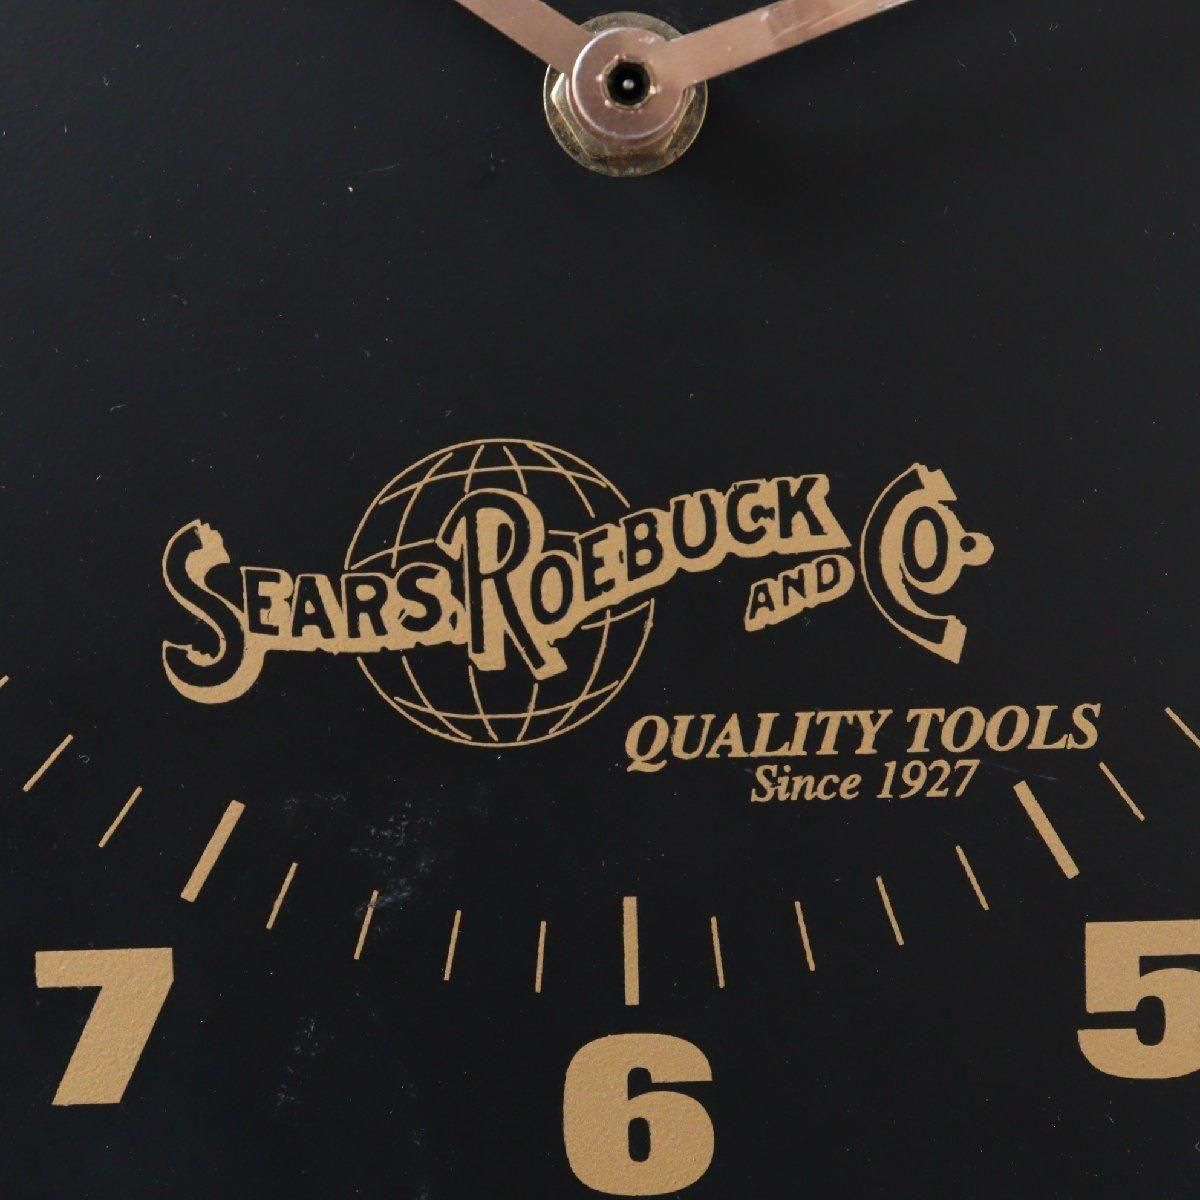 SEARS, ROEBUCK AND CO.
QUALITY TOOLS
Since 1927
7 6 5